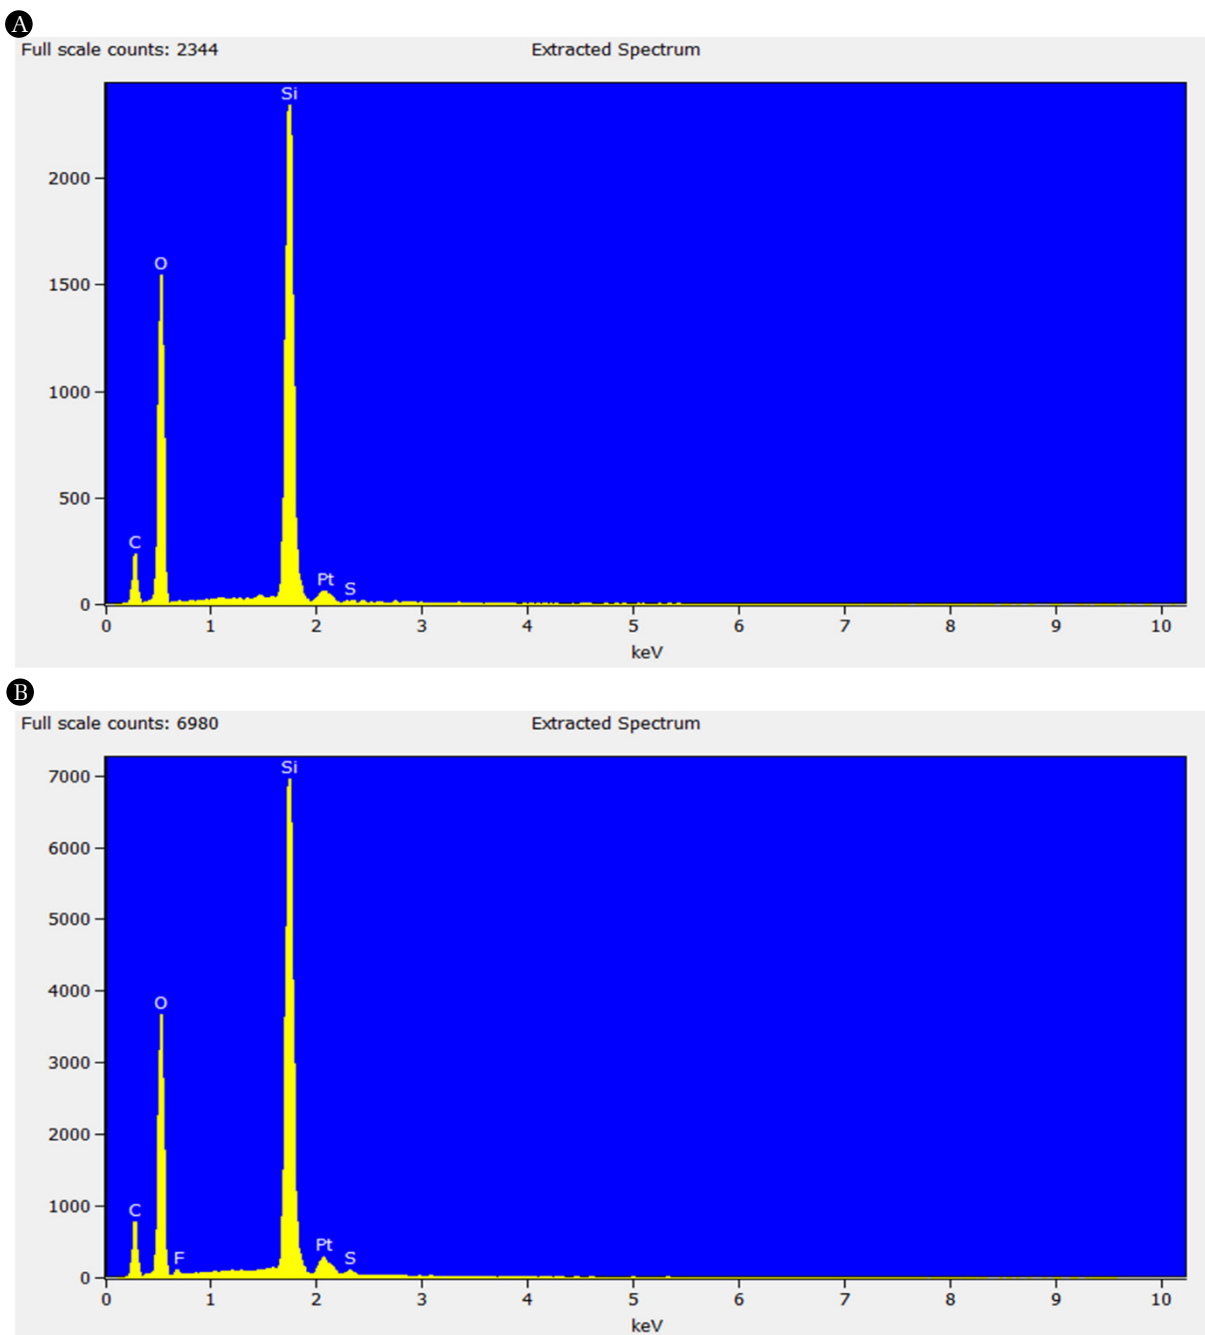 A
Full scale counts: 2344
Extracted Spectrum
Si
2000
O
1500
1000
500
C
Pt
S
0
0 1 2 3 4 5 6 7 8 9 10
keV
B
Full scale counts: 6980
Extracted Spectrum
Si
7000
6000
5000
O
4000
3000
2000
C
1000
F
Pt
S
0
0 1 2 3 4 5 6 7 8 9 10
keV